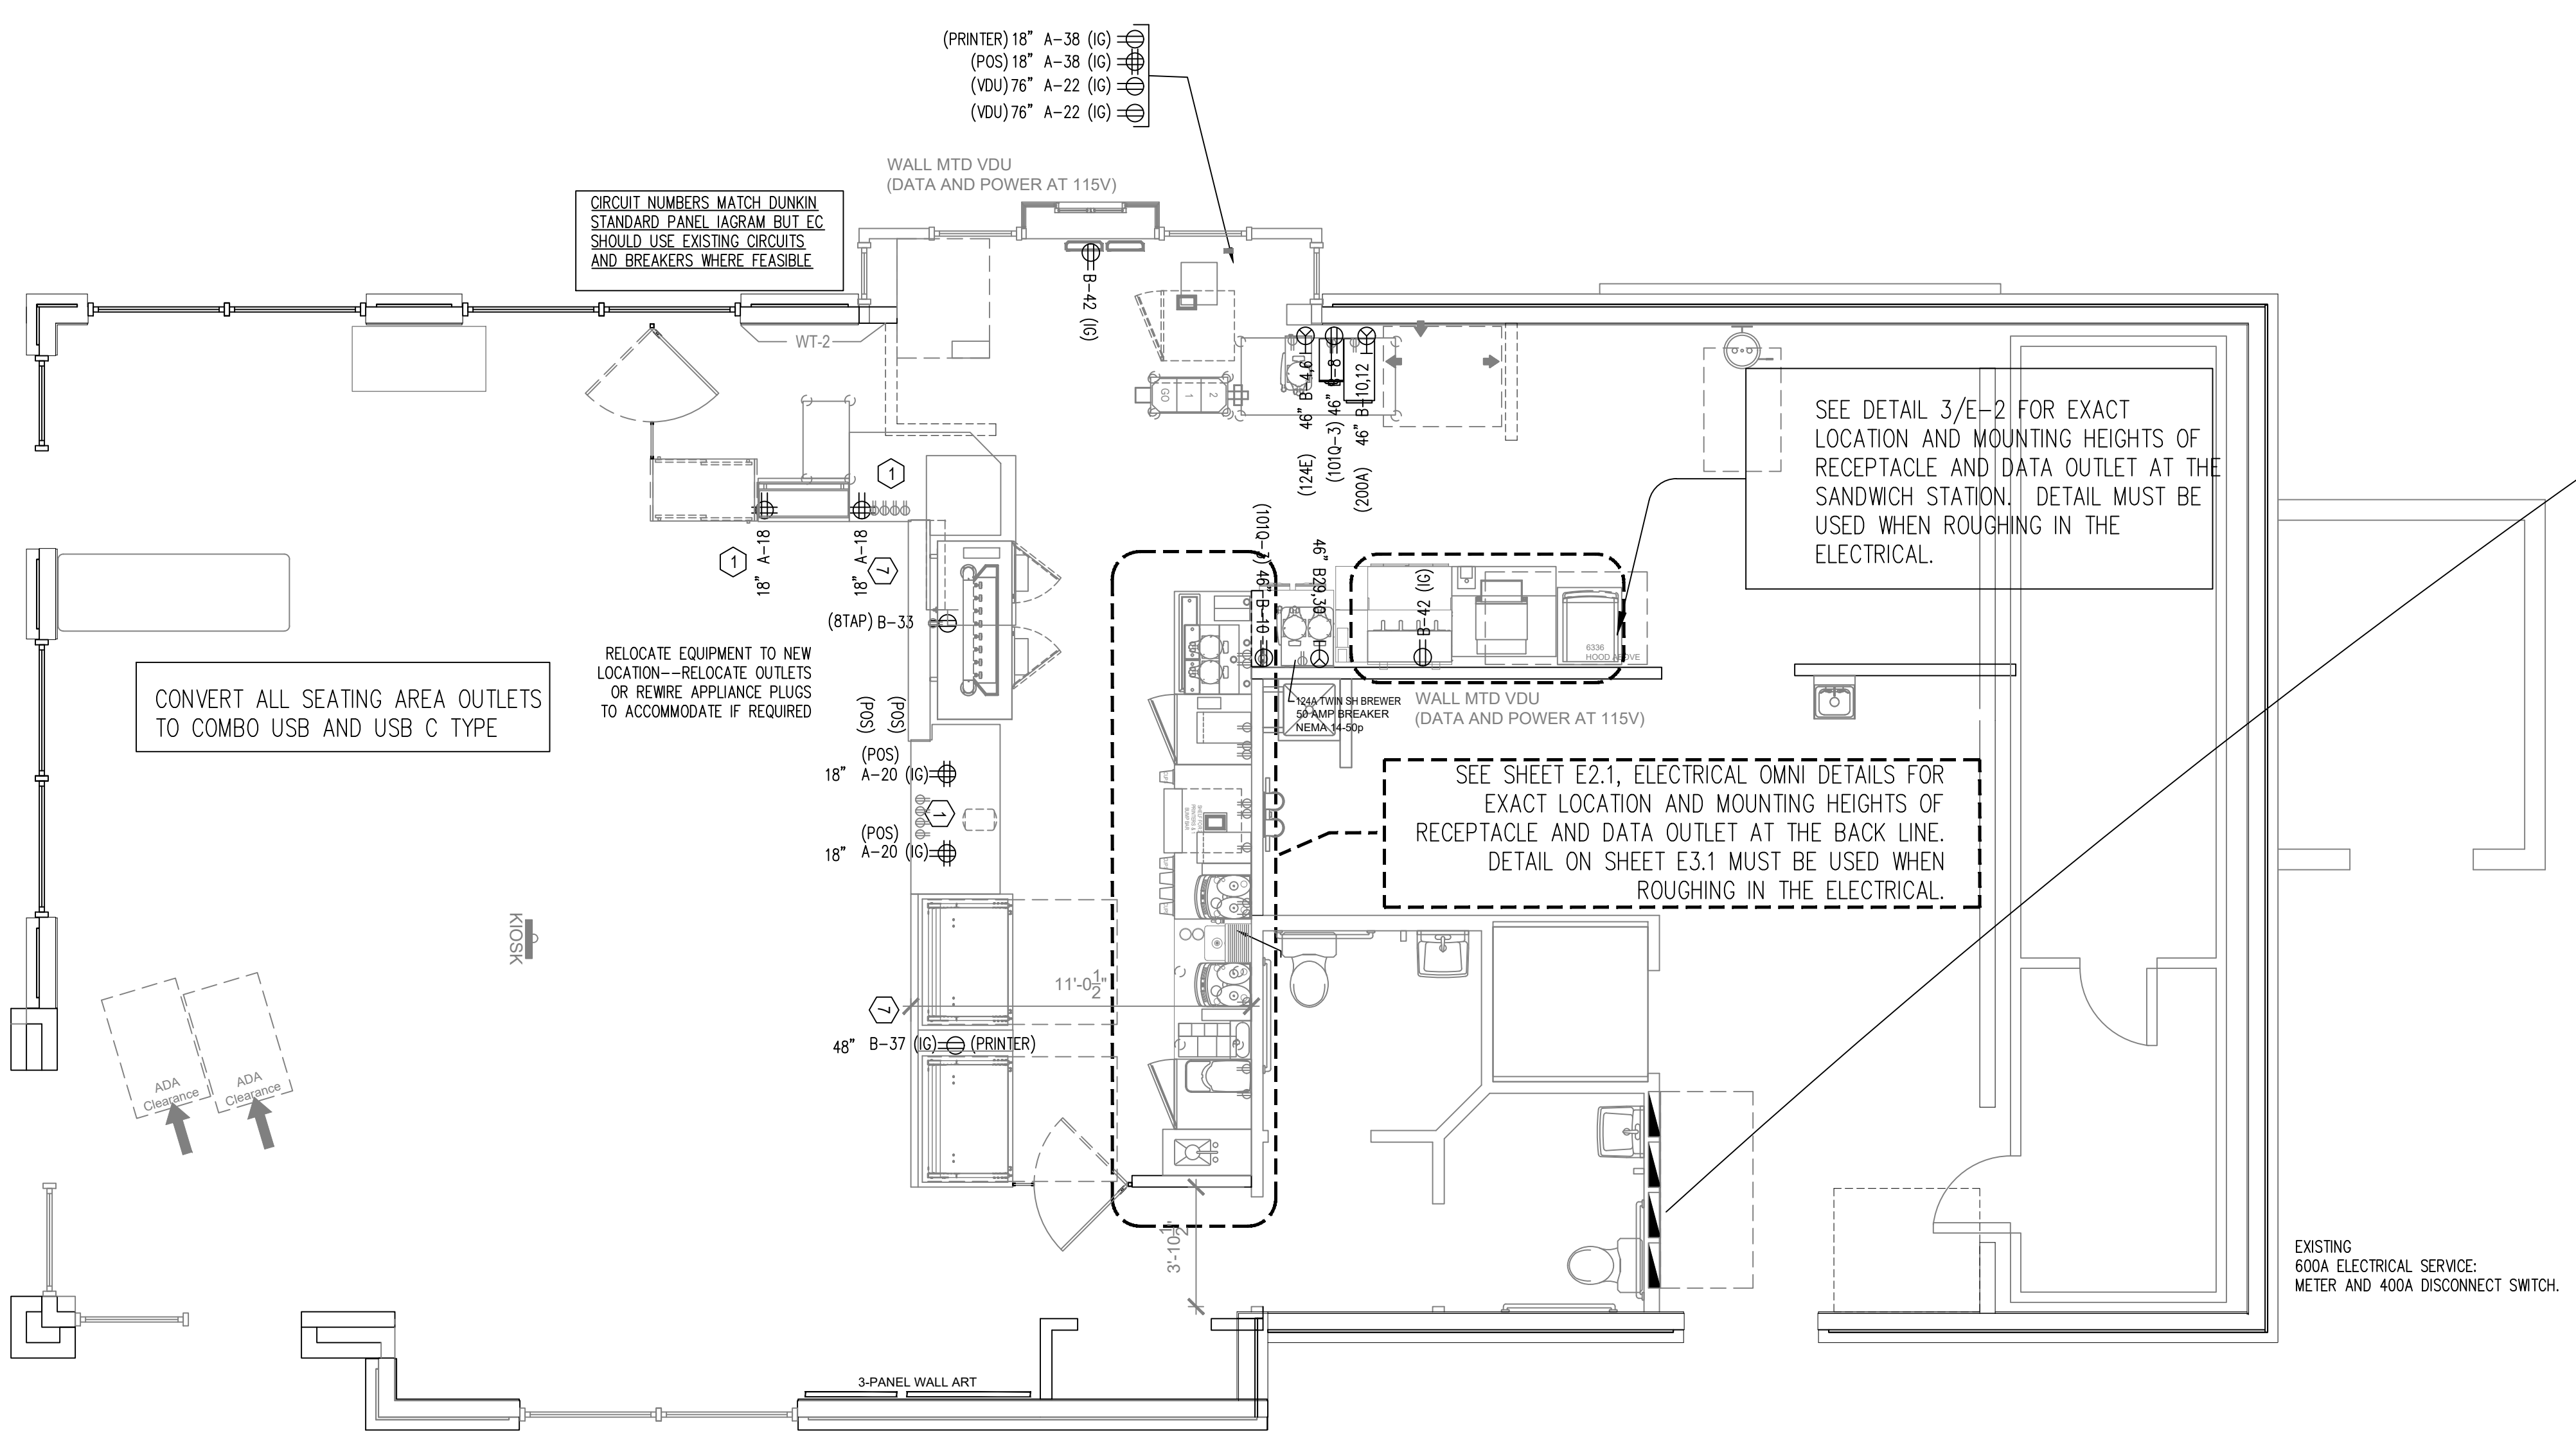 (PRINTER) 18" A-38 (IG)
(POS) 18" A-38 (IG)
(VDU) 76" A-22 (IG)
(VDU) 76" A-22 (IG)
WALL MTD VDU
(DATA AND POWER AT 115V)
CIRCUIT NUMBERS MATCH DUNKIN
STANDARD PANEL IAGRAM BUT EC
SHOULD USE EXISTING CIRCUITS
AND BREAKERS WHERE FEASIBLE
B-42 (IG)
WT-2
GO 1 2
(124E) 46" B-4,6
(101Q-3) 46" B-8
(200A) 46" B-10,12
SEE DETAIL 3/E-2 FOR EXACT
LOCATION AND MOUNTING HEIGHTS OF
RECEPTACLE AND DATA OUTLET AT THE
SANDWICH STATION. DETAIL MUST BE
USED WHEN ROUGHING IN THE
ELECTRICAL.
1
1
18" A-18
18" A-18
7
(8TAP) B-33
(101Q-3) 46" B-10
46" B29,30
B-42 (IG)
6336
HOOD ABOVE
RELOCATE EQUIPMENT TO NEW
LOCATION--RELOCATE OUTLETS
OR REWIRE APPLIANCE PLUGS
TO ACCOMMODATE IF REQUIRED
CONVERT ALL SEATING AREA OUTLETS
TO COMBO USB AND USB C TYPE
124A TWIN SH BREWER
50 AMP BREAKER
NEMA 14-50p
WALL MTD VDU
(DATA AND POWER AT 115V)
(POS)
(POS)
(POS)
18" A-20 (IG)
1
(POS)
18" A-20 (IG)
SEE SHEET E2.1, ELECTRICAL OMNI DETAILS FOR
EXACT LOCATION AND MOUNTING HEIGHTS OF
RECEPTACLE AND DATA OUTLET AT THE BACK LINE.
DETAIL ON SHEET E3.1 MUST BE USED WHEN
ROUGHING IN THE ELECTRICAL.
KIOSK
11'-0 1/2"
7
48" B-37 (IG) (PRINTER)
ADA
Clearance
ADA
Clearance
3'-10 1/2"
EXISTING
600A ELECTRICAL SERVICE:
METER AND 400A DISCONNECT SWITCH.
3-PANEL WALL ART